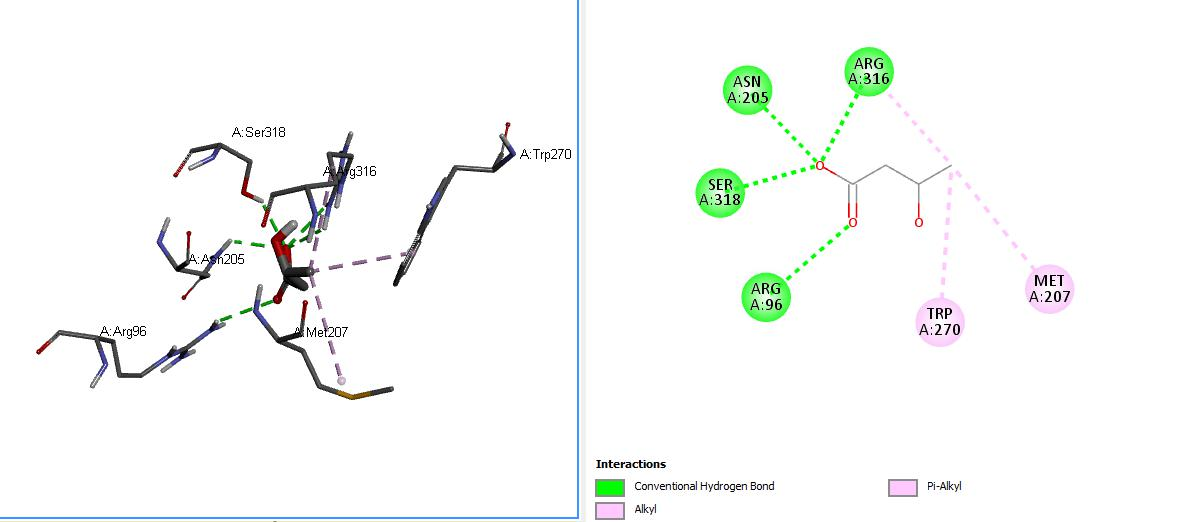 A:Ser318
A:Arg316
A:Trp270
A:Asn205
A:Arg96
A:Met207
ASN
A:205
ARG
A:316
SER
A:318
O
O
O
ARG
A:96
MET
A:207
TRP
A:270
Interactions
Conventional Hydrogen Bond
Pi-Alkyl
Alkyl